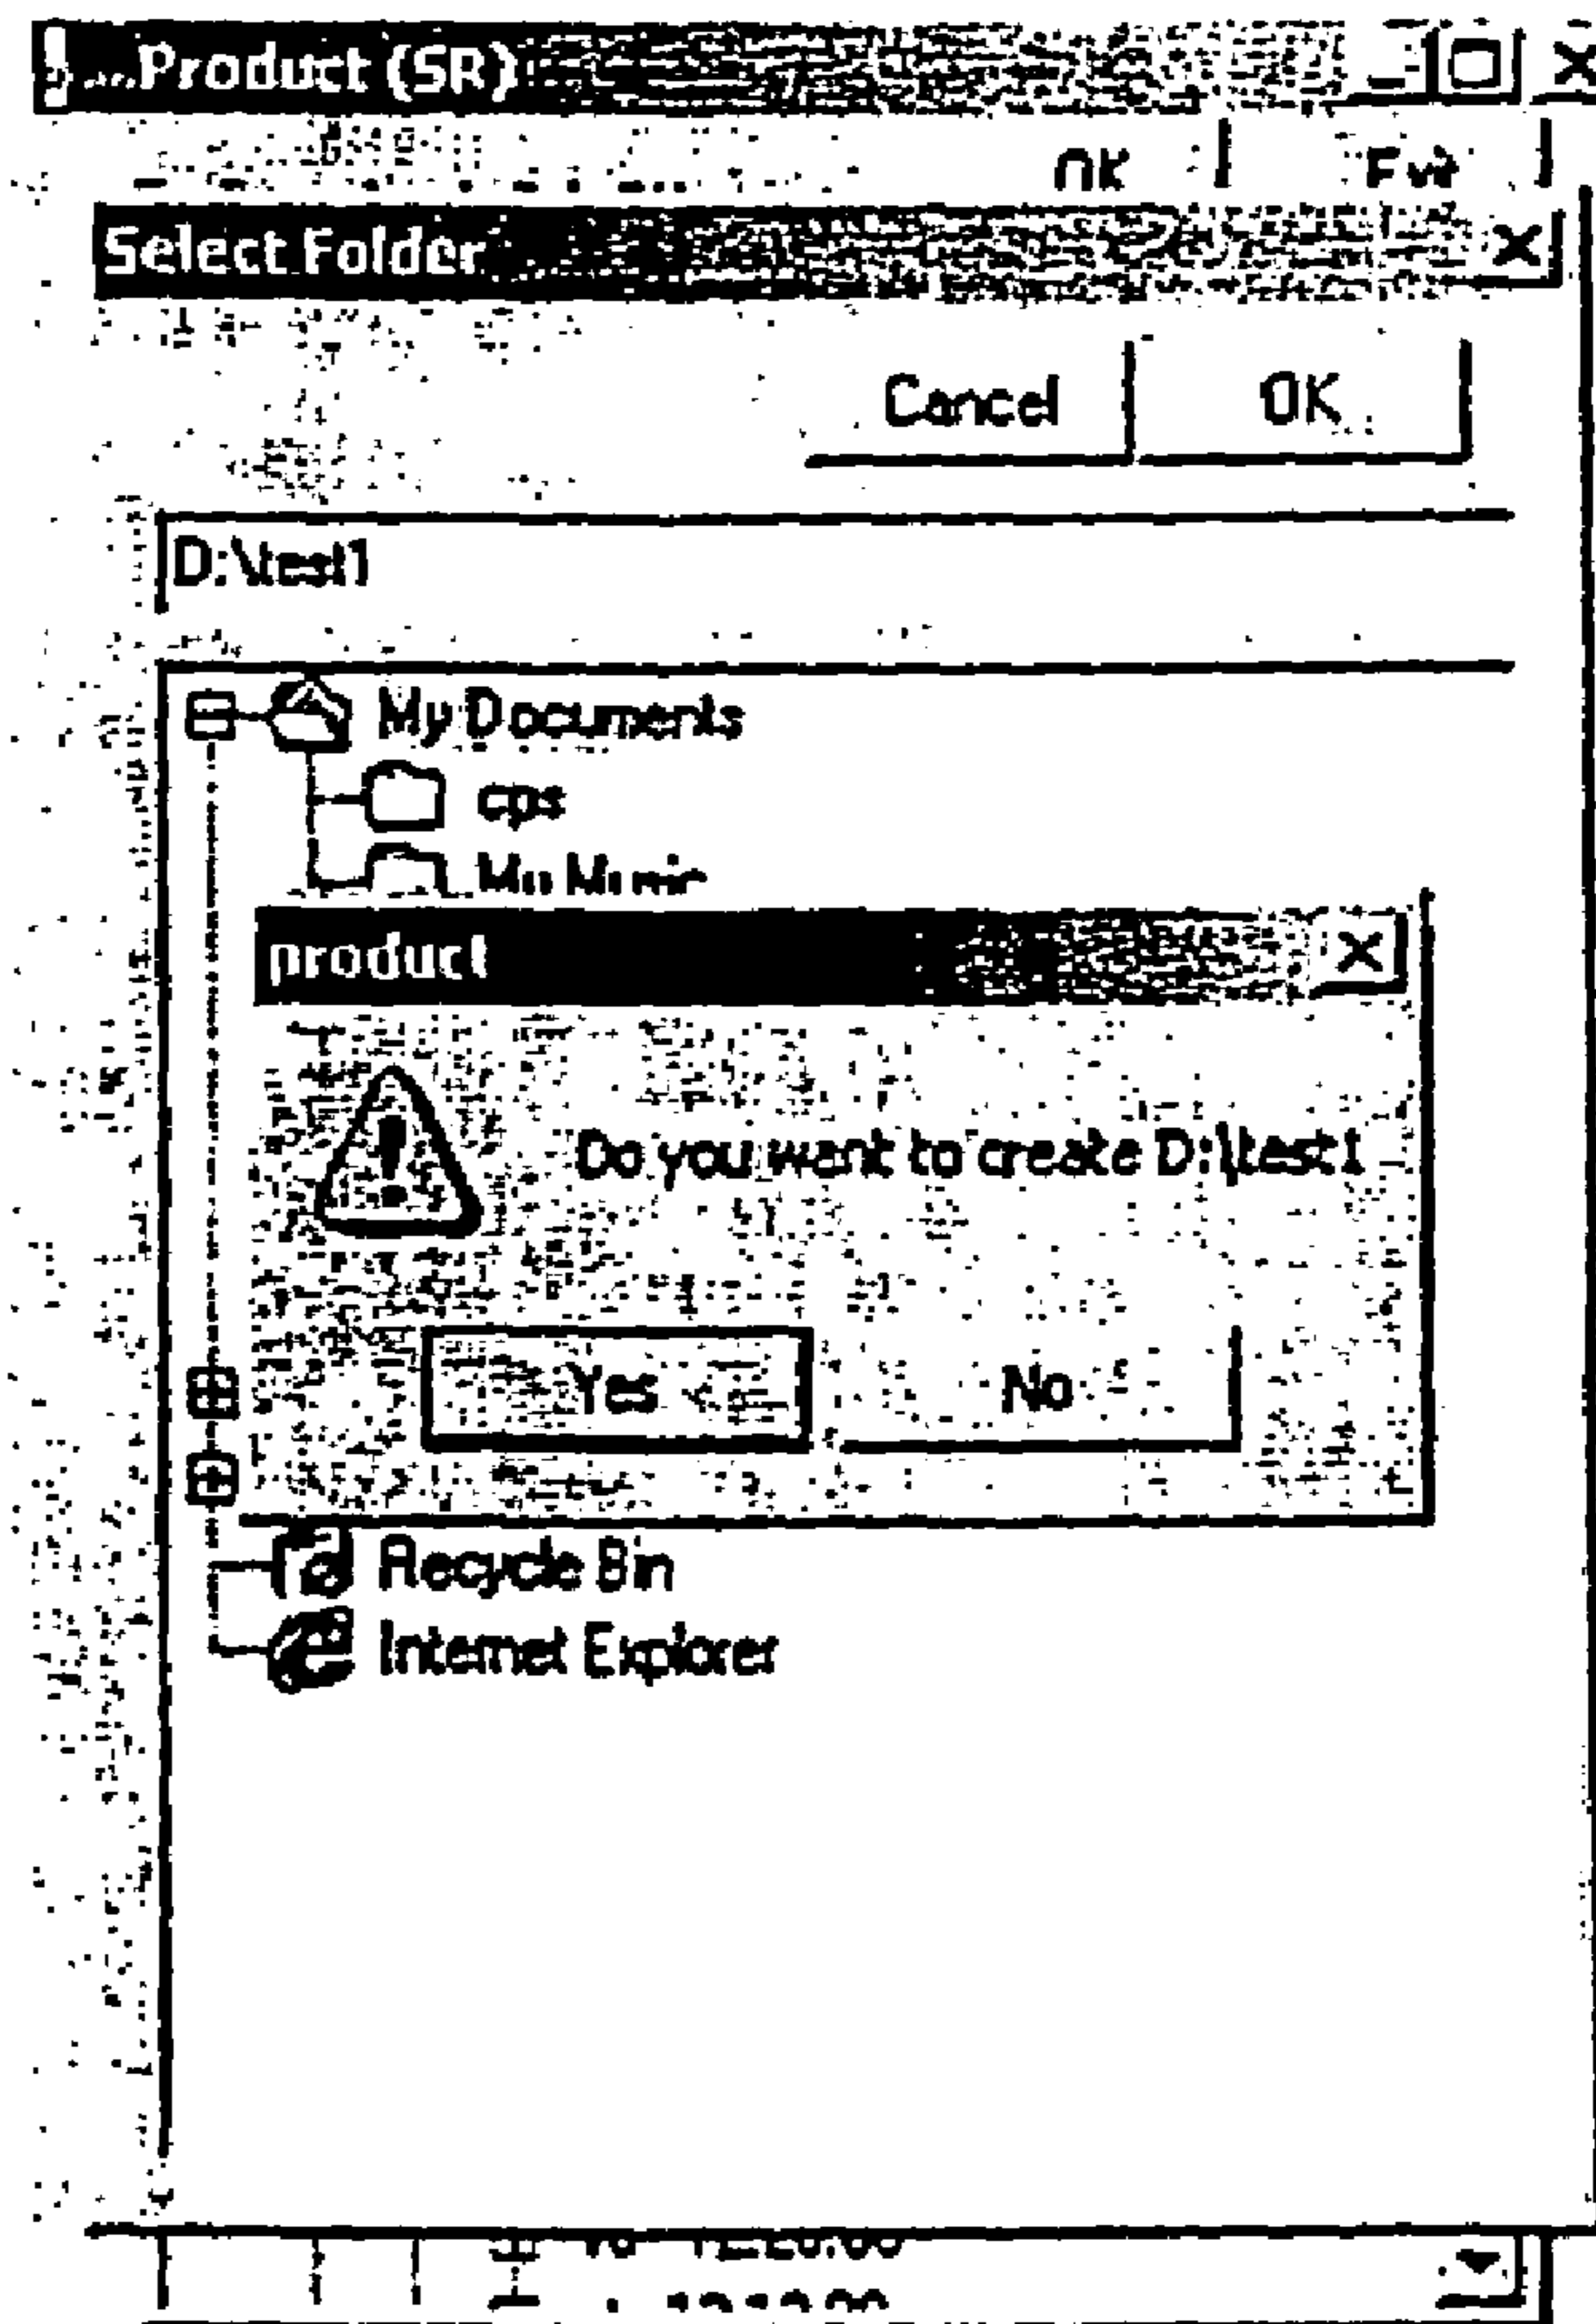 ...Product (SR)
OK
Select Folder
Cancel
OK
D:\test1
My Documents
cps
product
Do you want to create D:\test1
Yes
No
Recycle Bin
Internet Explorer